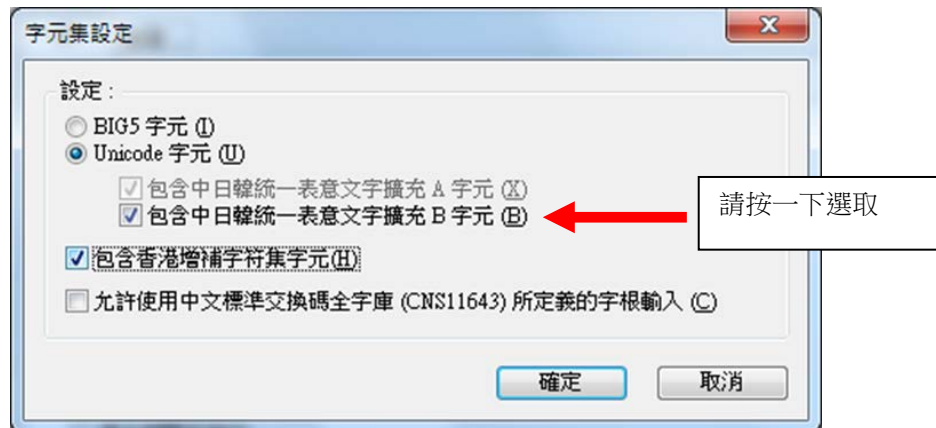 字元集設定
設定：
BIG5 字元 (I)
Unicode 字元 (U)
包含中日韓統一表意文字擴充 A 字元 (X)
包含中日韓統一表意文字擴充 B 字元 (B)
請按一下選取
包含香港增補字符集字元(H)
允許使用中文標準交換碼全字庫 (CNS11643) 所定義的字根輸入 (C)
確定
取消